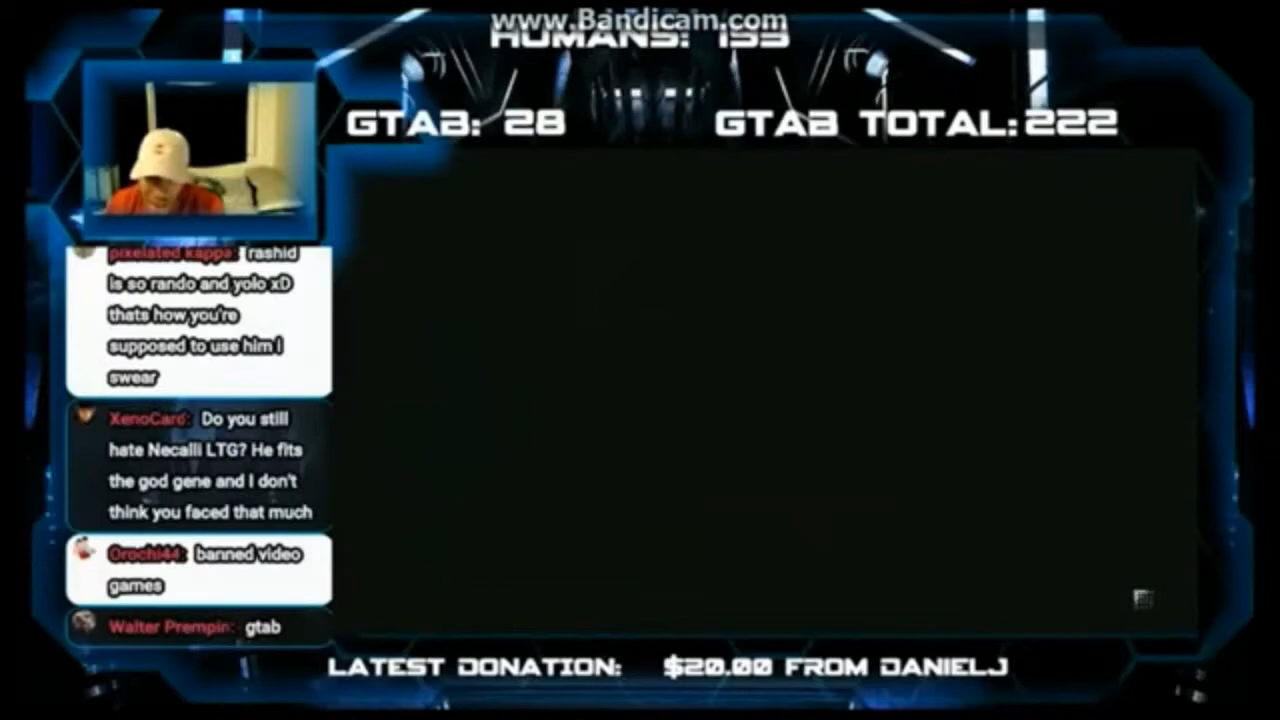 www.Bandicam.com
HUMANS: 199
GTAB: 28
GTAB TOTAL: 222
pixelated kappa: rashid
is so rando and yolo xD
thats how you're
supposed to use him I
swear
XenoCard: Do you still
hate Necalli LTG? He fits
the god gene and I don't
think you faced that much
Orochi44: banned video
games
Walter Prempin: gtab
LATEST DONATION: $20.00 FROM DANIELJ